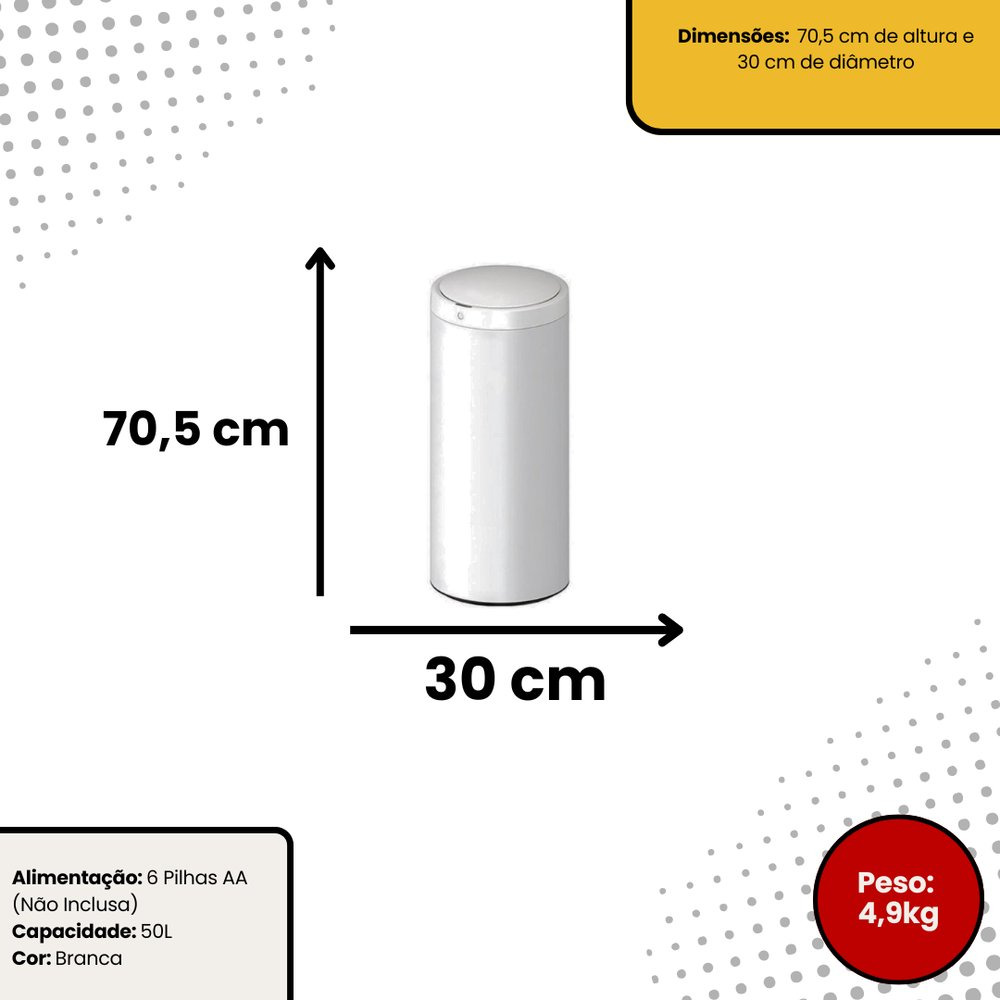 Dimensões: 70,5 cm de altura e
30 cm de diâmetro
70,5 cm
30 cm
Alimentação: 6 Pilhas AA
(Não Inclusa)
Capacidade: 50L
Cor: Branca
Peso:
4,9kg